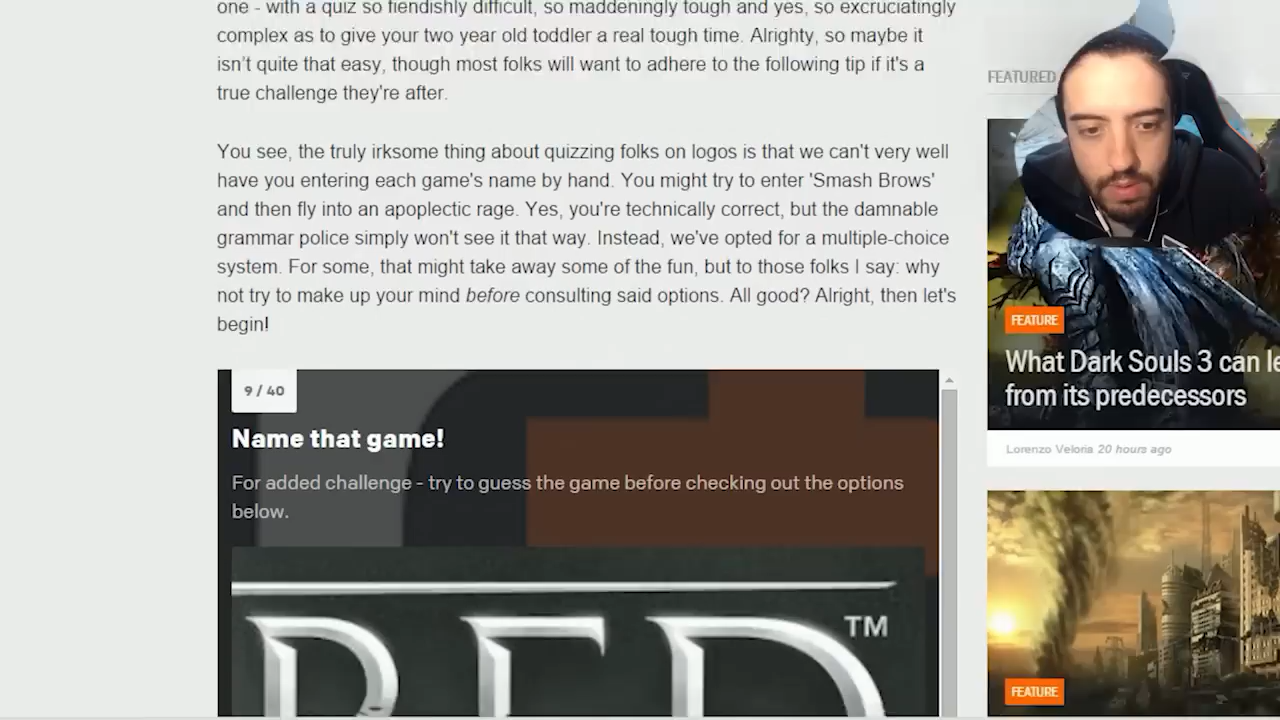 one - with a quiz so fiendishly difficult, so maddeningly tough and yes, so excruciatingly
complex as to give your two year old toddler a real tough time. Alrighty, so maybe it
isn't quite that easy, though most folks will want to adhere to the following tip if it's a
true challenge they're after.
You see, the truly irksome thing about quizzing folks on logos is that we can't very well
have you entering each game's name by hand. You might try to enter 'Smash Brows'
and then fly into an apoplectic rage. Yes, you're technically correct, but the damnable
grammar police simply won't see it that way. Instead, we've opted for a multiple-choice
system. For some, that might take away some of the fun, but to those folks I say: why
not try to make up your mind before consulting said options. All good? Alright, then let's
begin!
9 / 40
Name that game!
For added challenge - try to guess the game before checking out the options
below.
TM
FEATURED
FEATURE
What Dark Souls 3 can le
from its predecessors
Lorenzo Veloria 20 hours ago
FEATURE